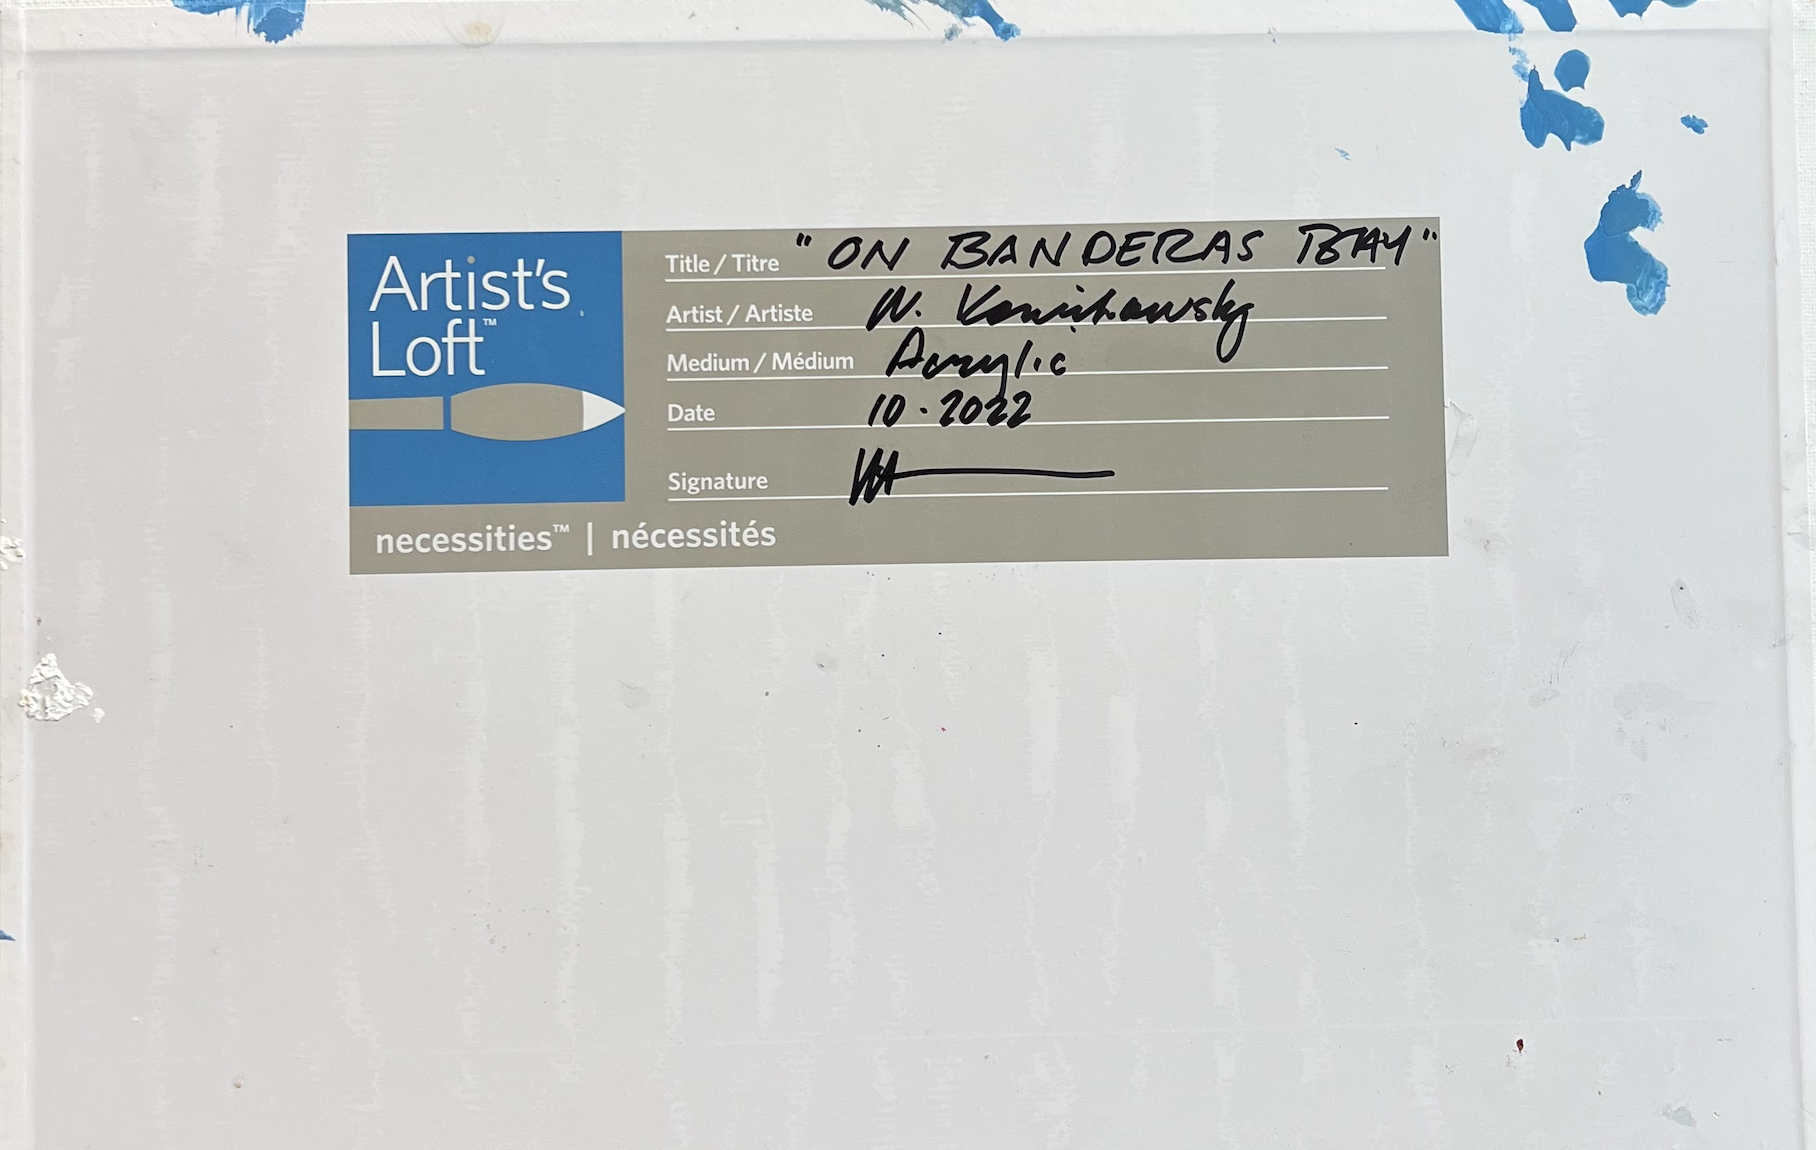 Artist's
Loft™
Title / Titre "ON BANDERAS BAY"
Artist / Artiste W.
Medium / Médium Acrylic
Date 10 · 2022
Signature
necessities™ | nécessités